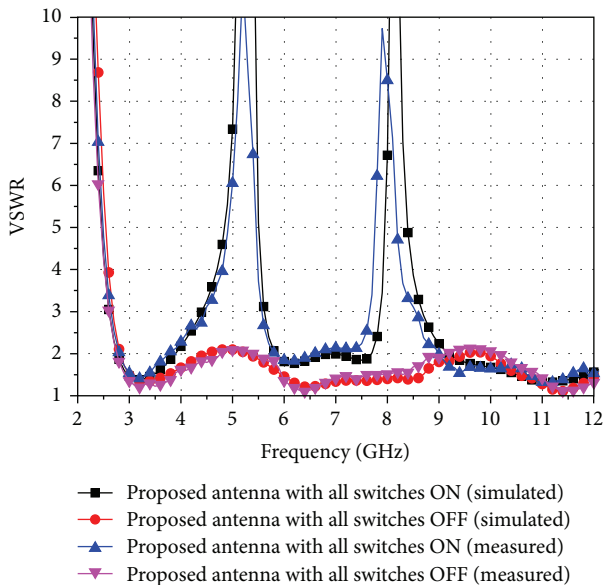 10
9
8
7
6
5
4
3
2
1
VSWR
2 3 4 5 6 7 8 9 10 11 12
Frequency (GHz)
Proposed antenna with all switches ON (simulated)
Proposed antenna with all switches OFF (simulated)
Proposed antenna with all switches ON (measured)
Proposed antenna with all switches OFF (measured)